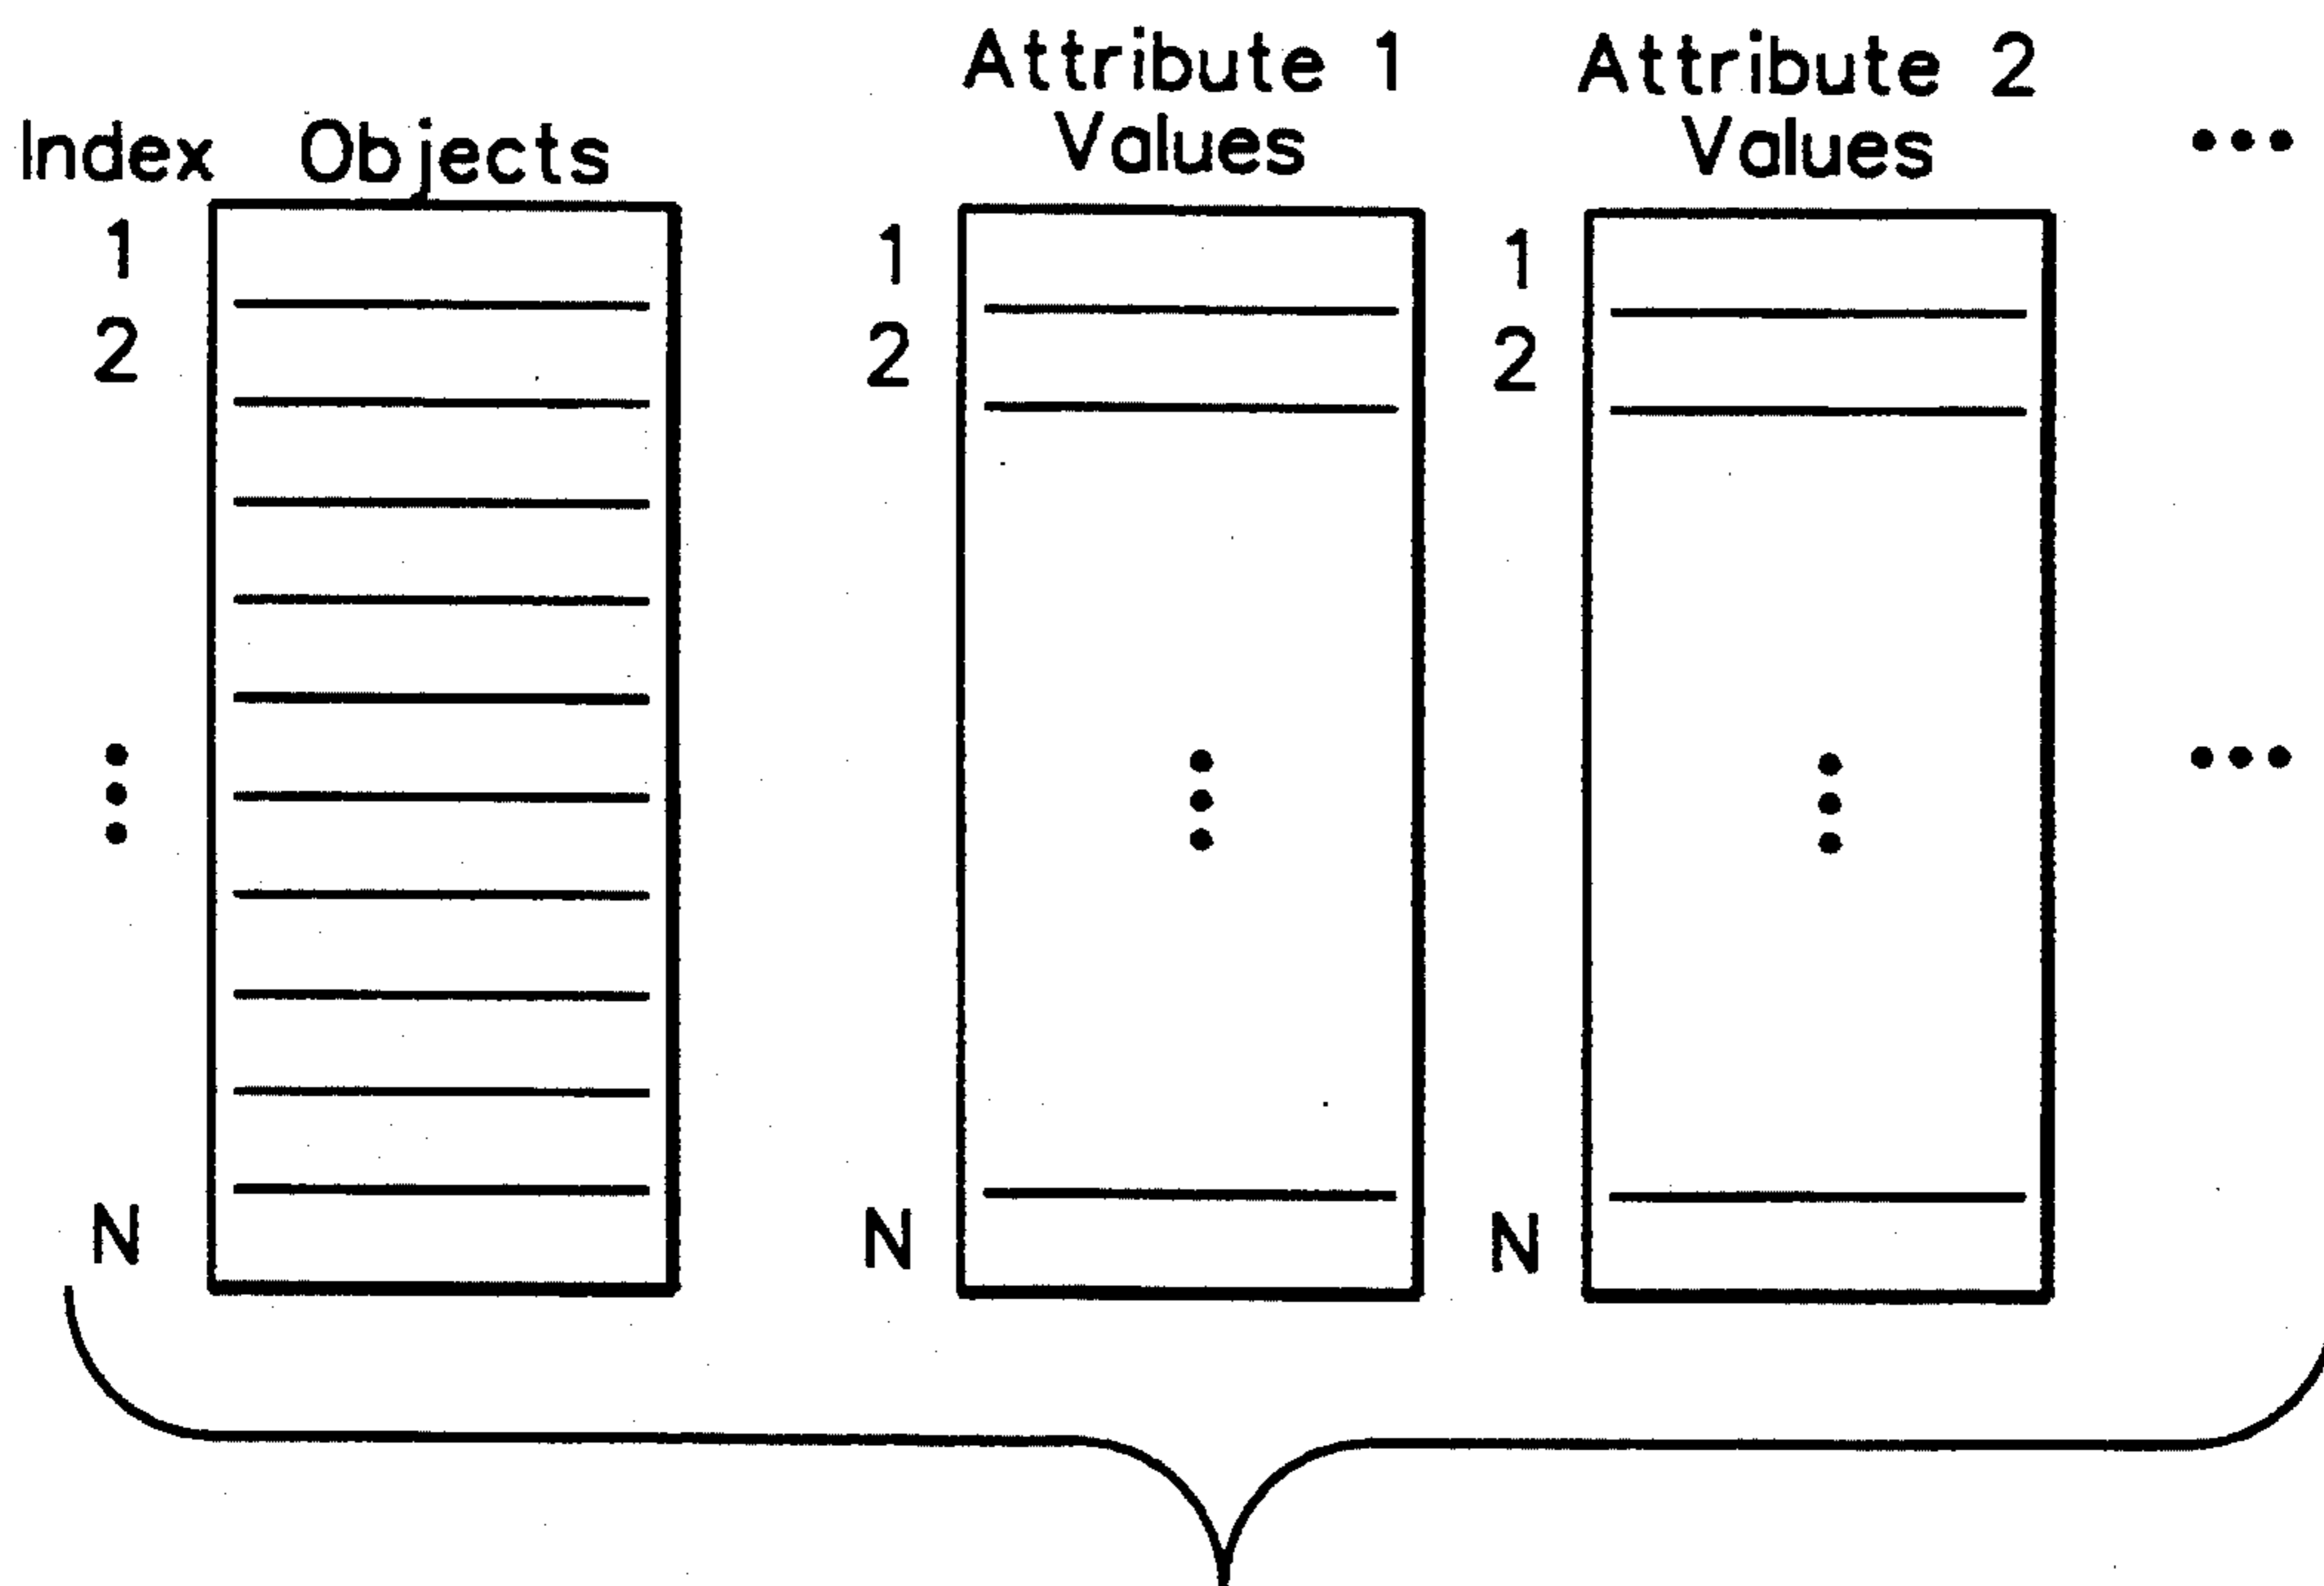 Index Objects
Attribute 1
Values
Attribute 2
Values
•••
1
2
N
1
2
N
1
2
N
•••